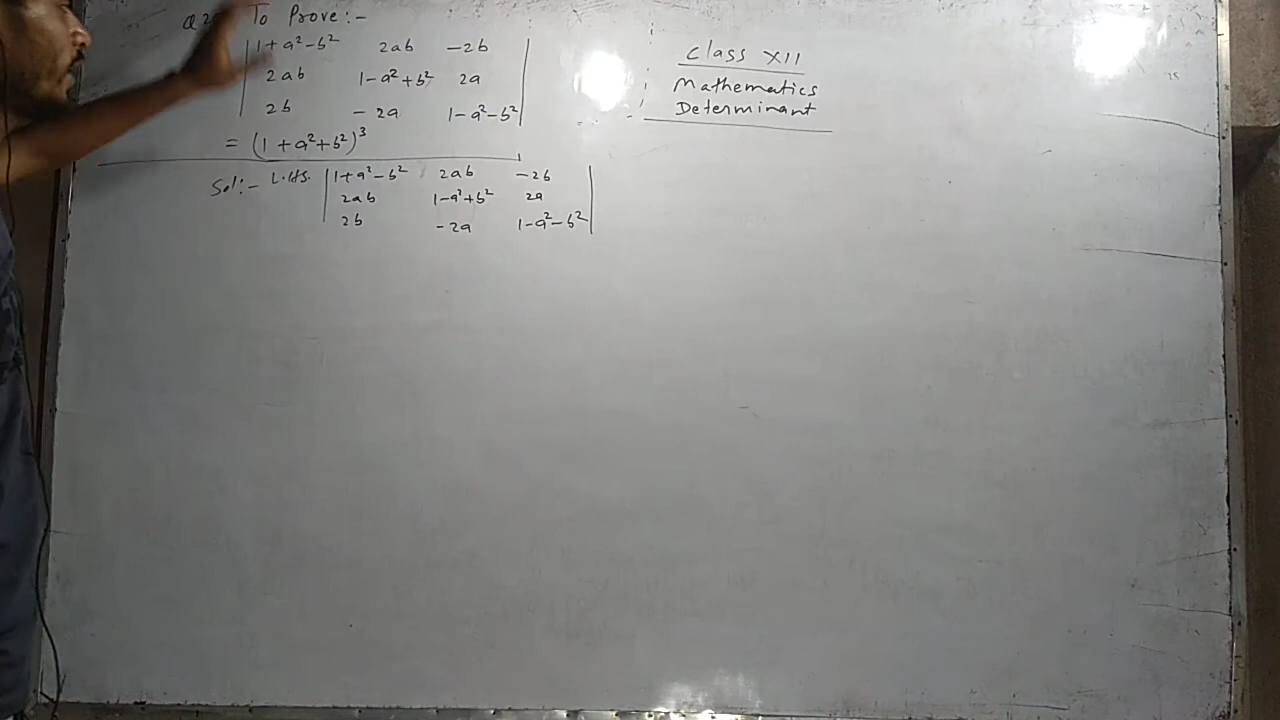 To Prove :-
|1+a²-b² 2ab -2b|
|2ab 1-a²+b² 2a|
|2b -2a 1-a²-b²|
= (1+a²+b²)³
Class XII
Mathematics
Determinant
Sol:- L.H.S. |1+a²-b² 2ab -2b|
|2ab 1-a²+b² 2a|
|2b -2a 1-a²-b²|